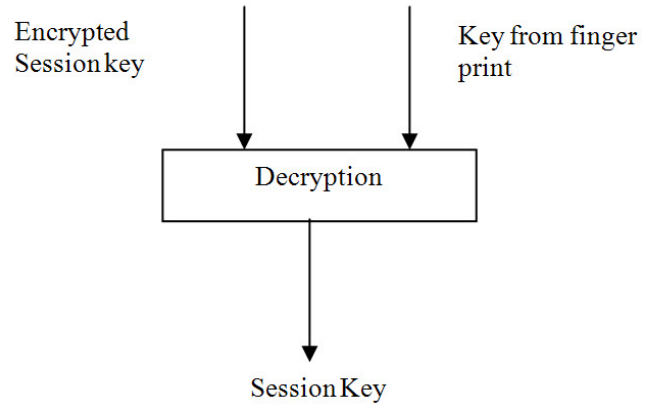 Encrypted
Session key
Key from finger
print
Decryption
Session Key